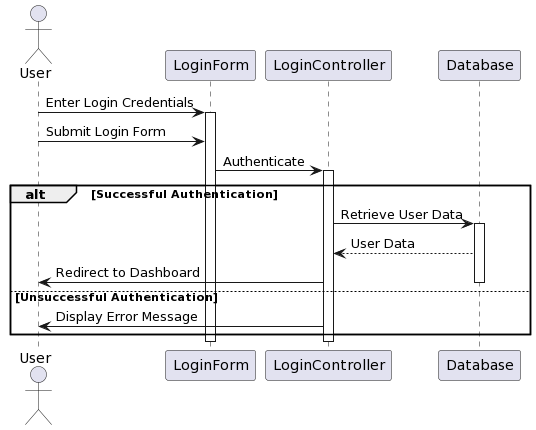 User
LoginForm
LoginController
Database
Enter Login Credentials
Submit Login Form
Authenticate
alt
[Successful Authentication]
Retrieve User Data
User Data
Redirect to Dashboard
[Unsuccessful Authentication]
Display Error Message
User
LoginForm
LoginController
Database